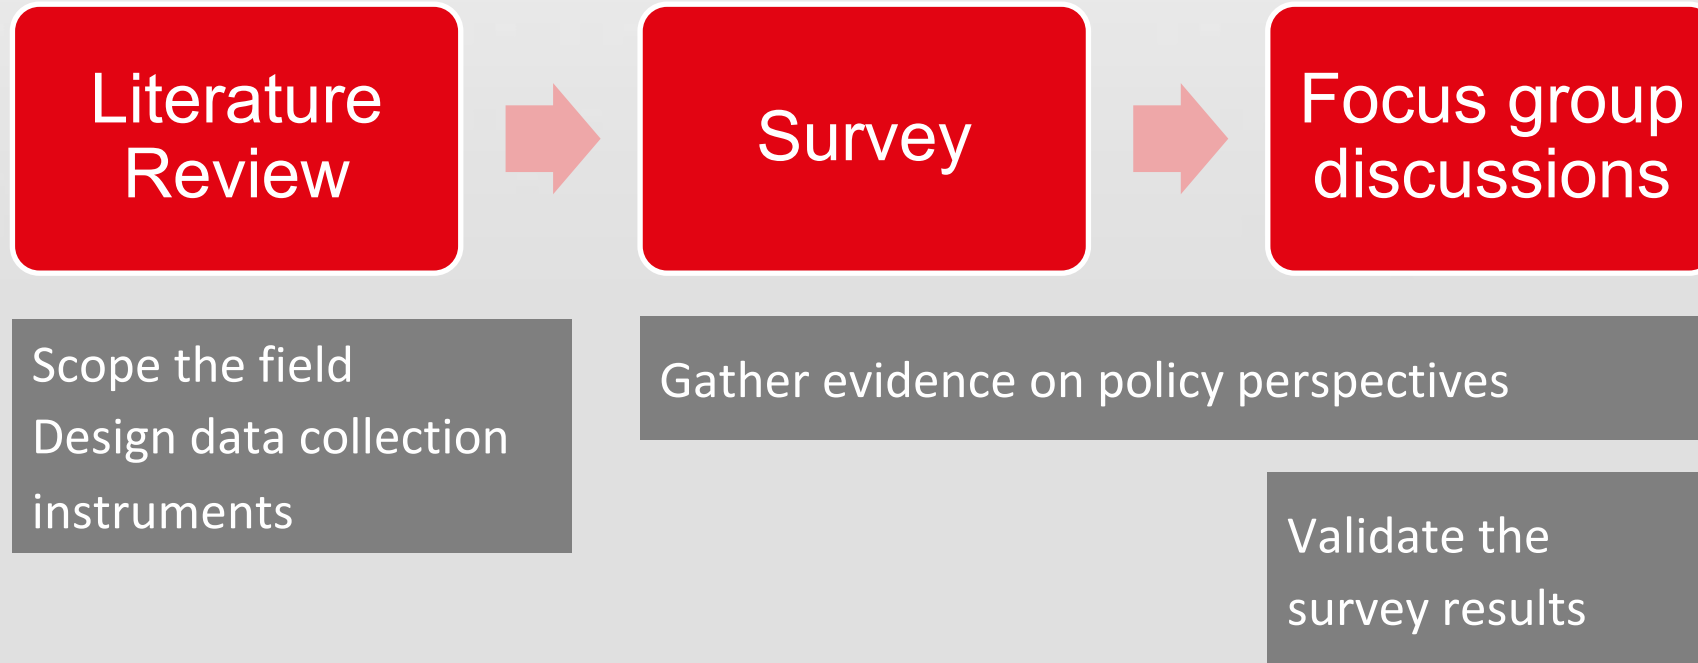 Literature
Review
Survey
Focus group
discussions
Scope the field
Design data collection
instruments
Gather evidence on policy perspectives
Validate the
survey results